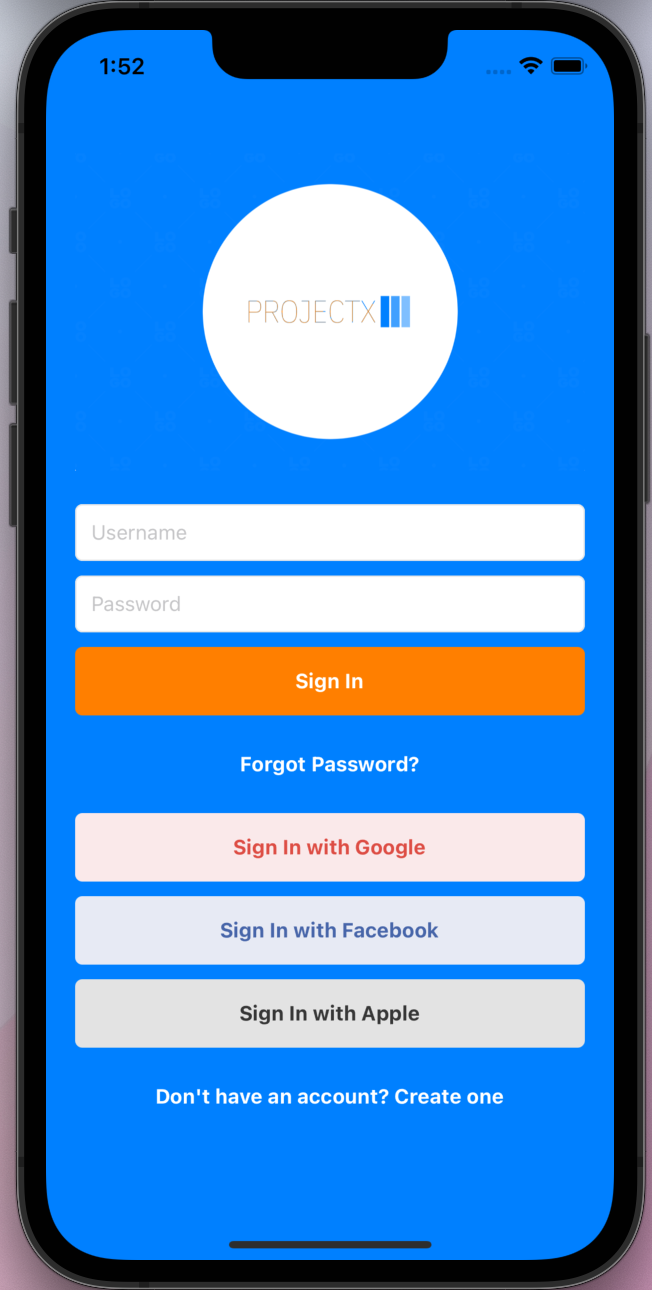 1:52
PROJECTX
Username
Password
Sign In
Forgot Password?
Sign In with Google
Sign In with Facebook
Sign In with Apple
Don't have an account? Create one